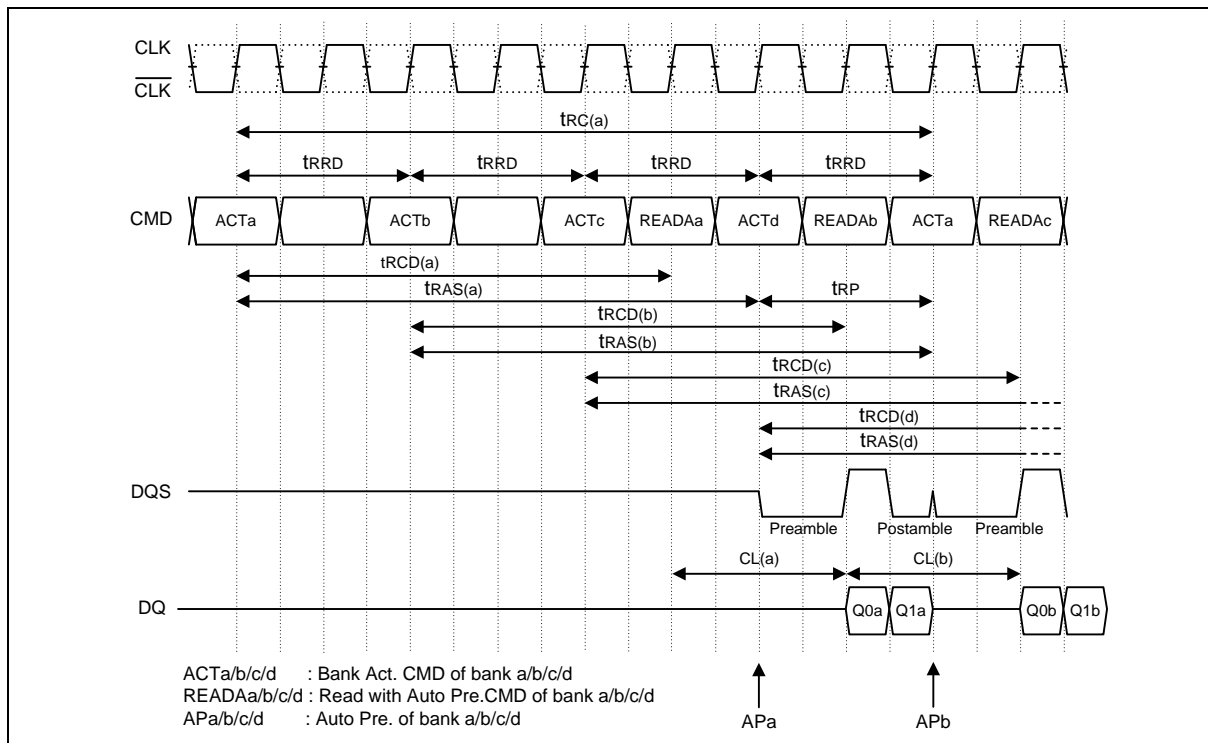 CLK
CLK
tRC(a)
tRRD tRRD tRRD tRRD
CMD ACTa ACTb ACTc READAa ACTd READAb ACTa READAc
tRCD(a)
tRAS(a) tRP
tRCD(b)
tRAS(b)
tRCD(c)
tRAS(c)
tRCD(d)
tRAS(d)
DQS
Preamble Postamble Preamble
CL(a) CL(b)
DQ Q0a Q1a Q0b Q1b
ACTa/b/c/d : Bank Act. CMD of bank a/b/c/d
READAa/b/c/d : Read with Auto Pre.CMD of bank a/b/c/d
APa/b/c/d : Auto Pre. of bank a/b/c/d
APa APb